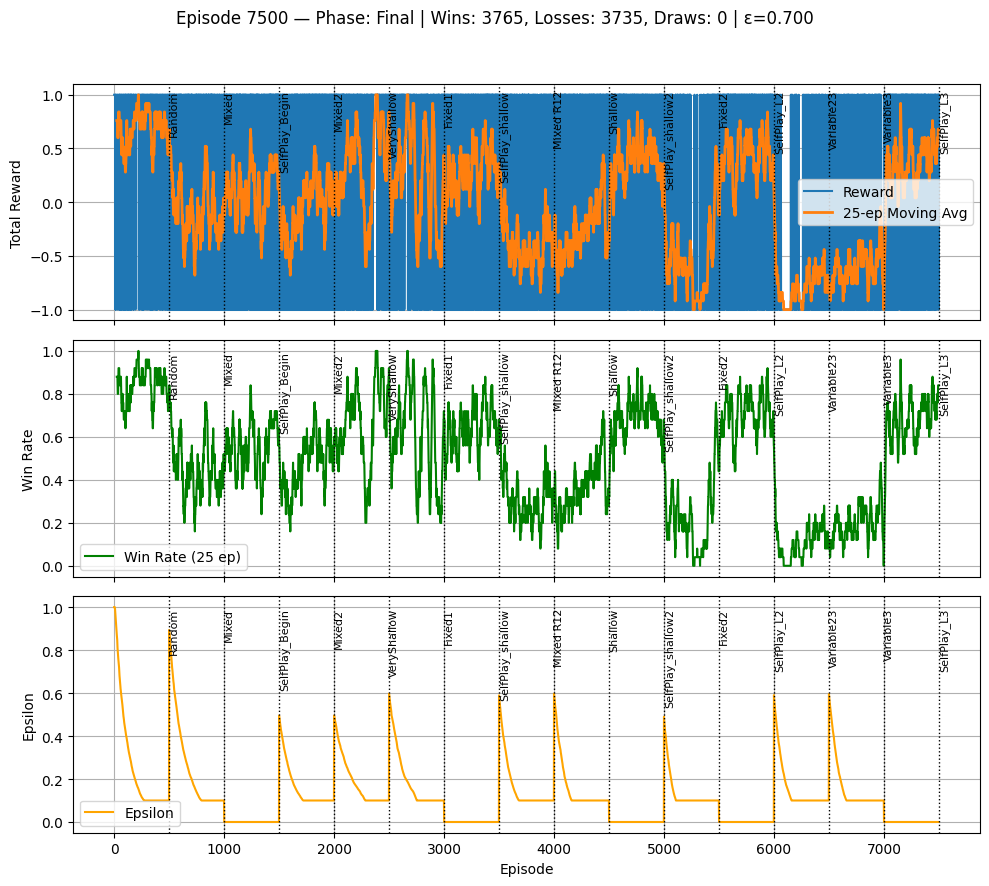 Episode 7500 — Phase: Final | Wins: 3765, Losses: 3735, Draws: 0 | ε=0.700
Total Reward
1.0
0.5
0.0
−0.5
−1.0
Random
Mixed
SelfPlay_Begin
Mixed2
VeryShallow
Fixed1
SelfPlay_shallow
MIxed R12
Shallow
SelfPlay_shallow2
Fixed2
SelfPlay_L2
Variable23
Variable3
SelfPlay_L3
Reward
25-ep Moving Avg
Win Rate
1.0
0.8
0.6
0.4
0.2
0.0
Random
Mixed
SelfPlay_Begin
Mixed2
VeryShallow
Fixed1
SelfPlay_shallow
MIxed R12
Shallow
SelfPlay_shallow2
Fixed2
SelfPlay_L2
Variable23
Variable3
SelfPlay_L3
Win Rate (25 ep)
Epsilon
1.0
0.8
0.6
0.4
0.2
0.0
Random
Mixed
SelfPlay_Begin
Mixed2
VeryShallow
Fixed1
SelfPlay_shallow
MIxed R12
Shallow
SelfPlay_shallow2
Fixed2
SelfPlay_L2
Variable23
Variable3
SelfPlay_L3
Epsilon
0
1000
2000
3000
4000
5000
6000
7000
Episode